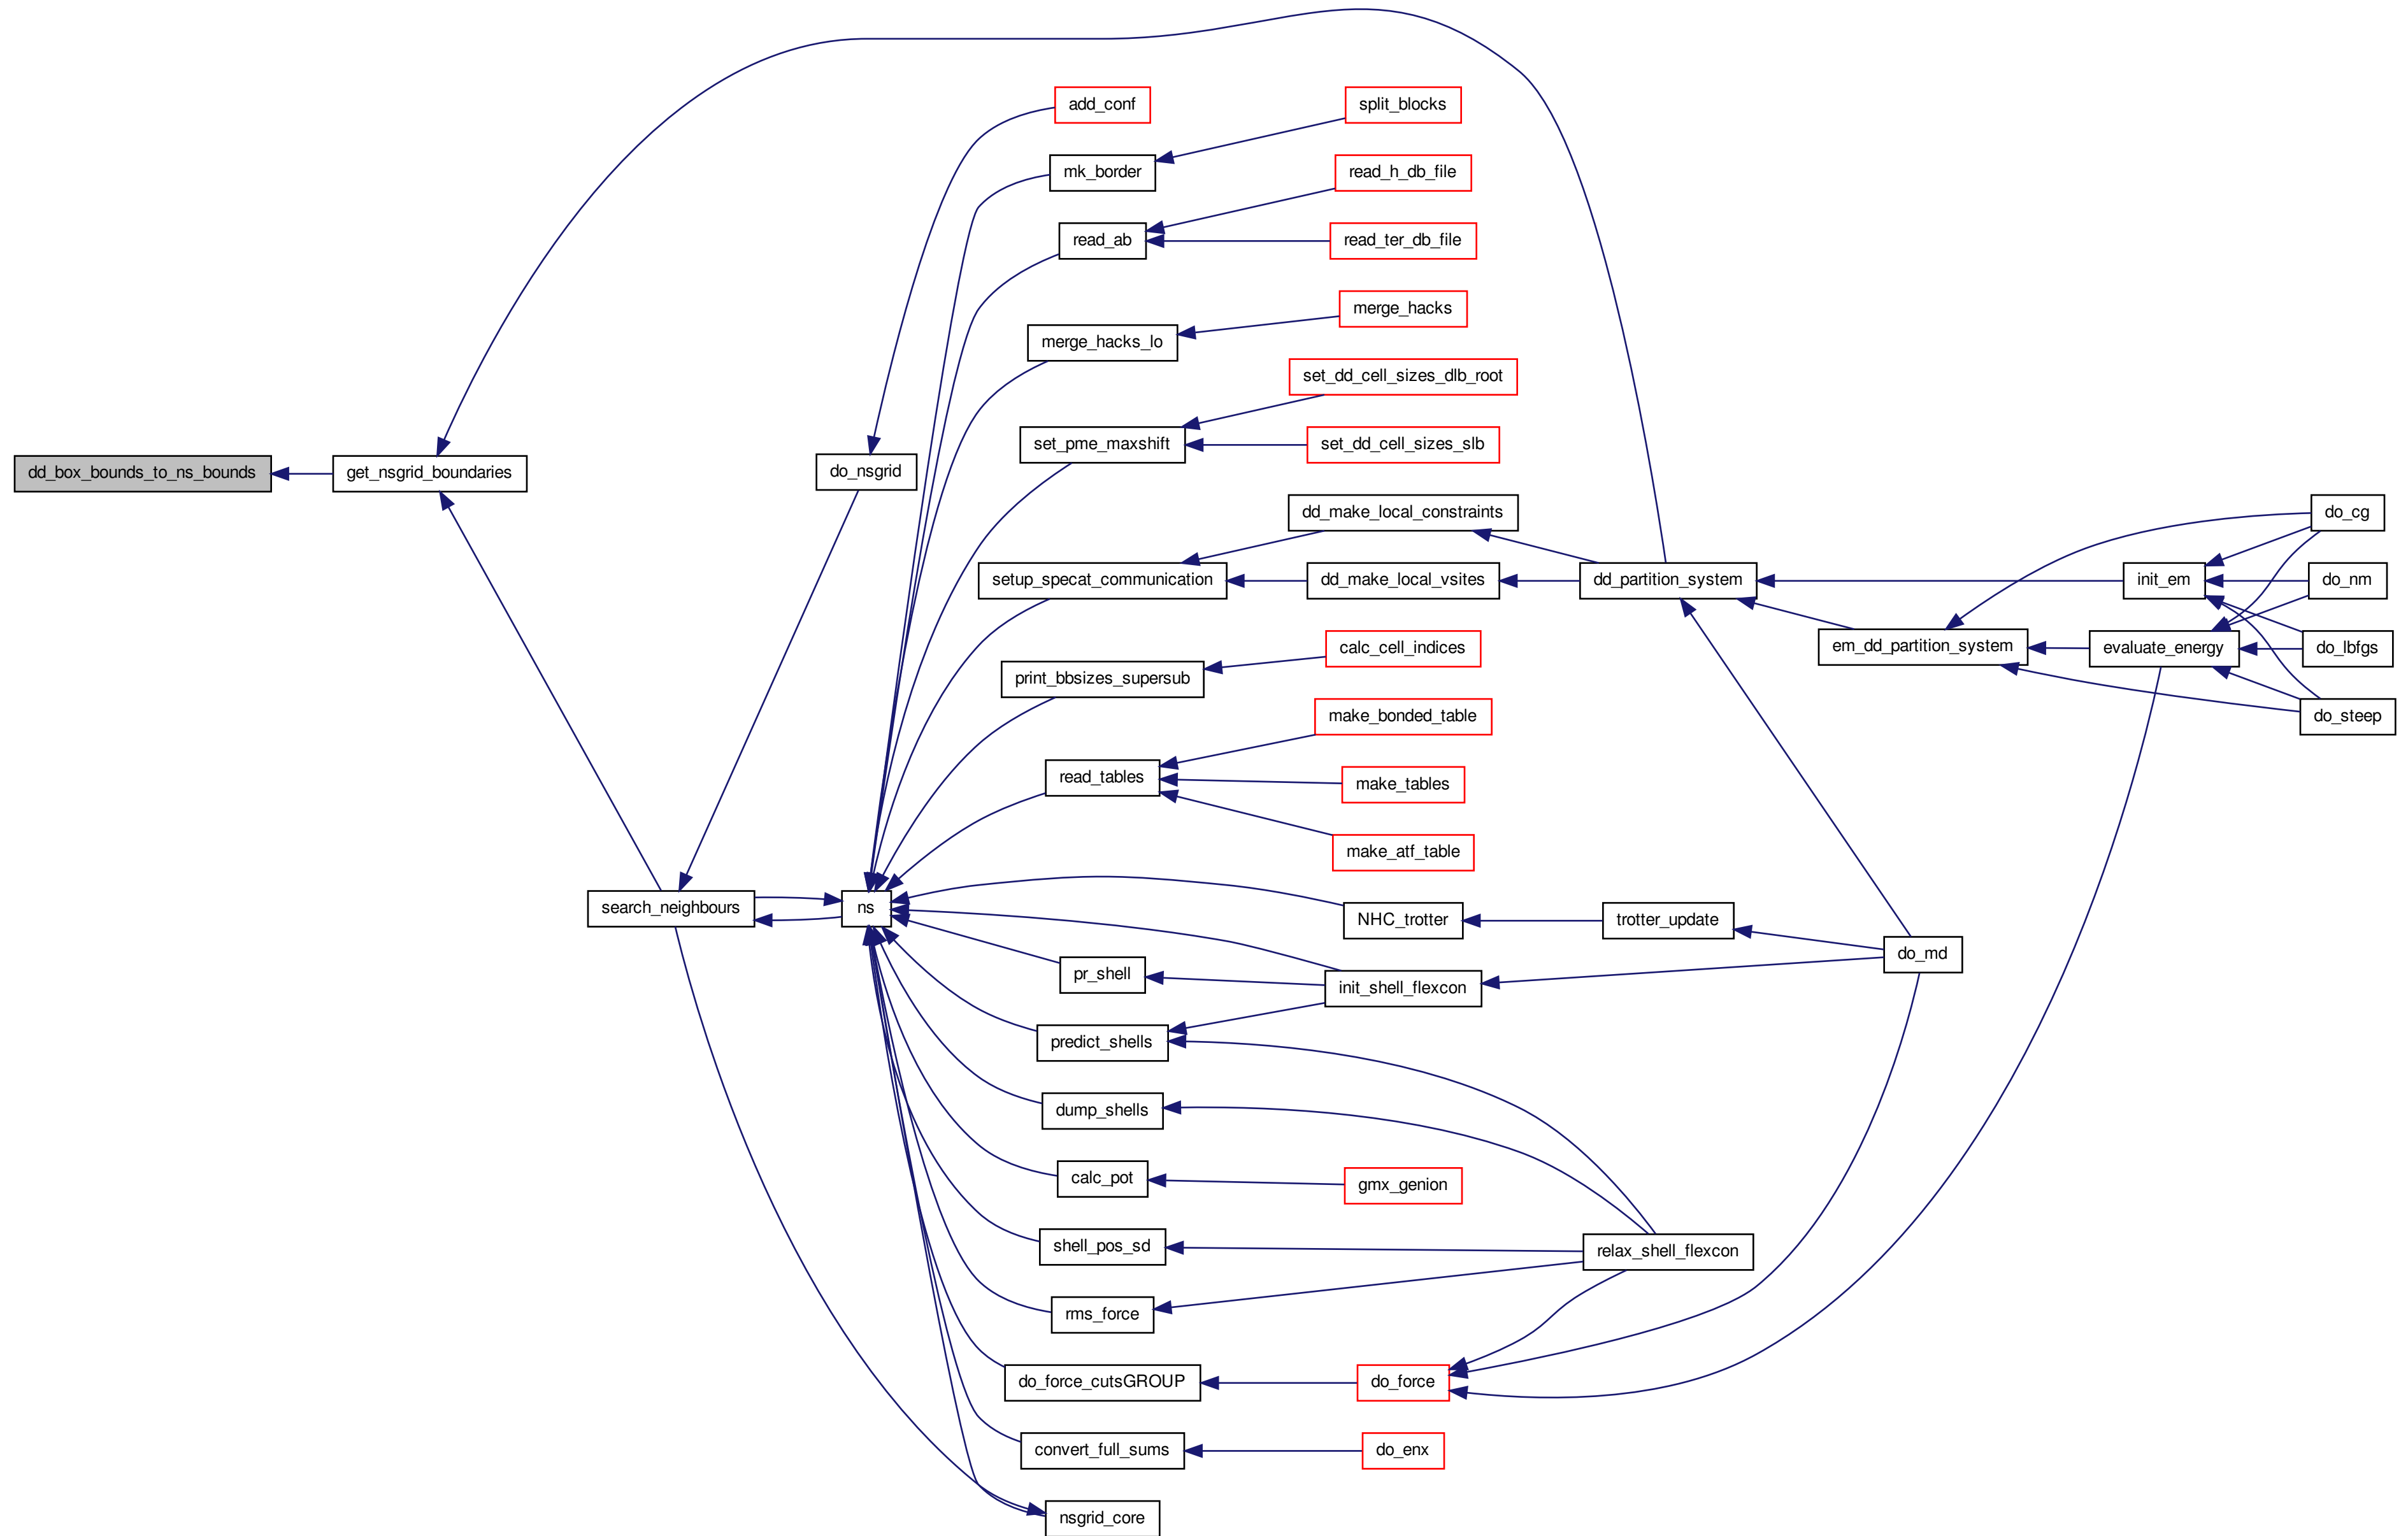 add_conf
split_blocks
mk_border
read_h_db_file
read_ab
read_ter_db_file
merge_hacks
merge_hacks_lo
set_dd_cell_sizes_dlb_root
set_pme_maxshift
set_dd_cell_sizes_slb
dd_box_bounds_to_ns_bounds
get_nsgrid_boundaries
do_nsgrid
dd_make_local_constraints
do_cg
setup_specat_communication
dd_make_local_vsites
dd_partition_system
init_em
do_nm
em_dd_partition_system
evaluate_energy
do_lbfgs
calc_cell_indices
print_bbsizes_supersub
make_bonded_table
do_steep
read_tables
make_tables
make_atf_table
search_neighbours
ns
NHC_trotter
trotter_update
do_md
pr_shell
init_shell_flexcon
predict_shells
dump_shells
calc_pot
gmx_genion
shell_pos_sd
relax_shell_flexcon
rms_force
do_force_cutsGROUP
do_force
convert_full_sums
do_enx
nsgrid_core